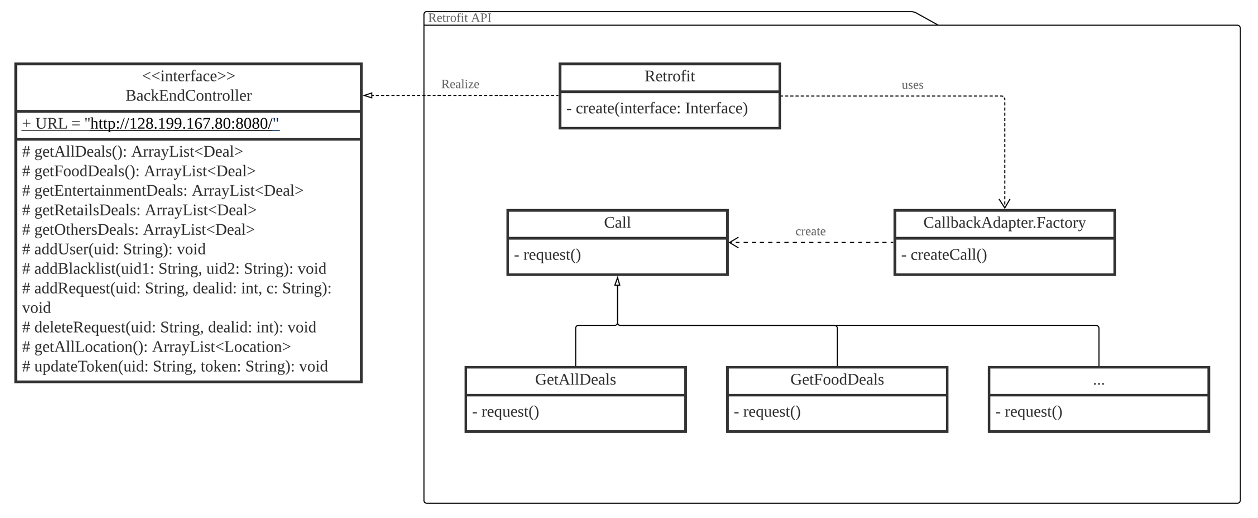 Retrofit API
<<interface>>
BackEndController
+ URL = "http://128.199.167.80:8080/"
# getAllDeals(): ArrayList<Deal>
# getFoodDeals(): ArrayList<Deal>
# getEntertainmentDeals: ArrayList<Deal>
# getRetailsDeals: ArrayList<Deal>
# getOthersDeals: ArrayList<Deal>
# addUser(uid: String): void
# addBlacklist(uid1: String, uid2: String): void
# addRequest(uid: String, dealid: int, c: String):
void
# deleteRequest(uid: String, dealid: int): void
# getAllLocation(): ArrayList<Location>
# updateToken(uid: String, token: String): void
Realize
Retrofit
- create(interface: Interface)
uses
Call
- request()
create
CallbackAdapter.Factory
- createCall()
GetAllDeals
- request()
GetFoodDeals
- request()
...
- request()